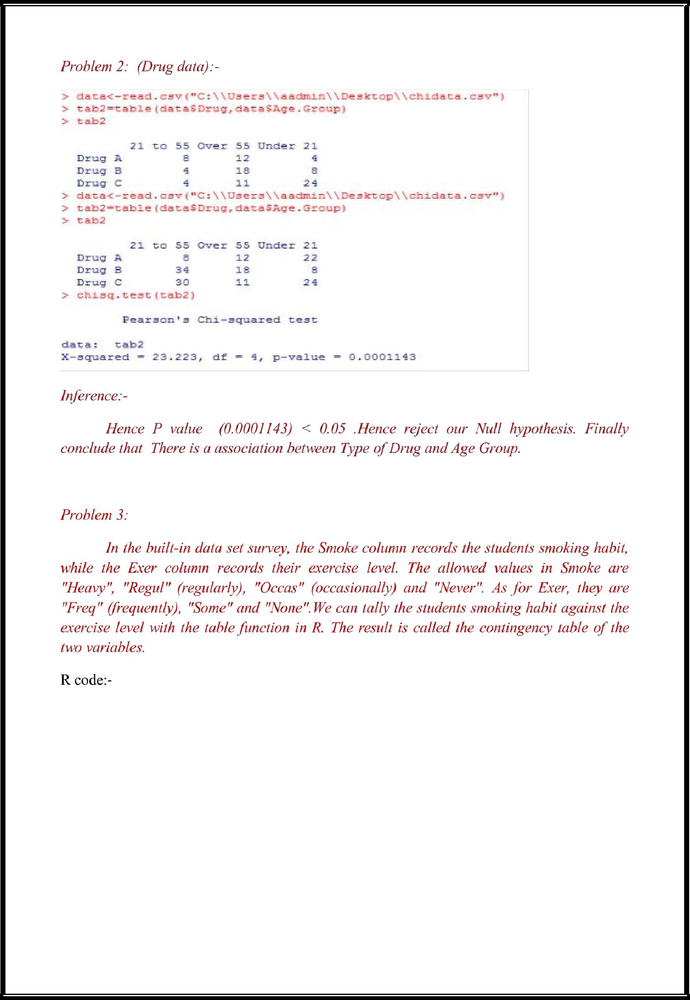 Problem 2: (Drug data):-
> data<-read.csv("C:\\Users\\aadmin\\Desktop\\chidata.csv")
> tab2=table(data$Drug,data$Age.Group)
> tab2
21 to 55 Over 55 Under 21
Drug A 8 12 4
Drug B 4 18 8
Drug C 4 11 24
> data<-read.csv("C:\\Users\\aadmin\\Desktop\\chidata.csv")
> tab2=table(data$Drug,data$Age.Group)
> tab2
21 to 55 Over 55 Under 21
Drug A 8 12 22
Drug B 34 18 8
Drug C 30 11 24
> chisq.test(tab2)
Pearson's Chi-squared test
data: tab2
X-squared = 23.223, df = 4, p-value = 0.0001143
Inference:-
Hence P value (0.0001143) < 0.05 .Hence reject our Null hypothesis. Finally
conclude that There is a association between Type of Drug and Age Group.
Problem 3:
In the built-in data set survey, the Smoke column records the students smoking habit,
while the Exer column records their exercise level. The allowed values in Smoke are
"Heavy", "Regul" (regularly), "Occas" (occasionally) and "Never". As for Exer, they are
"Freq" (frequently), "Some" and "None".We can tally the students smoking habit against the
exercise level with the table function in R. The result is called the contingency table of the
two variables.
R code:-